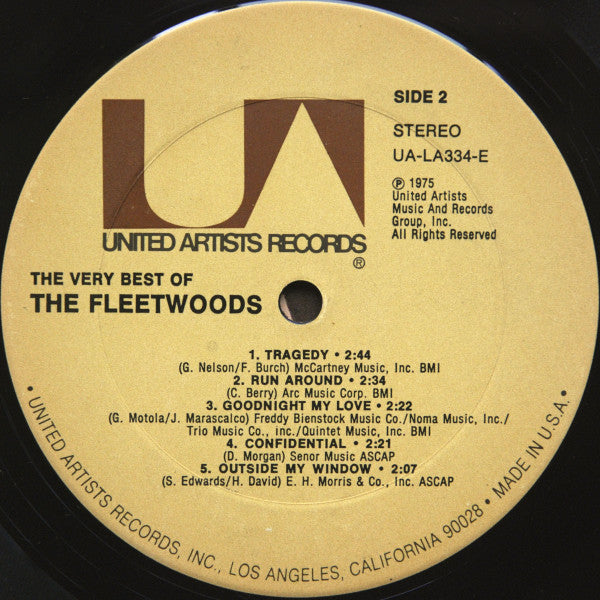 UA
UNITED ARTISTS RECORDS®
SIDE 2
STEREO
UA-LA334-E
℗ 1975
United Artists
Music And Records
Group, Inc.
All Rights Reserved
THE VERY BEST OF
THE FLEETWOODS
1. TRAGEDY • 2:44
(G. Nelson/F. Burch) McCartney Music, Inc. BMI
2. RUN AROUND • 2:34
(C. Berry) Arc Music Corp. BMI
3. GOODNIGHT MY LOVE • 2:22
(G. Motola/J. Marascalco) Freddy Bienstock Music Co./Noma Music, Inc./
Trio Music Co., inc./Quintet Music, Inc. BMI
4. CONFIDENTIAL • 2:21
(D. Morgan) Senor Music ASCAP
5. OUTSIDE MY WINDOW • 2:07
(S. Edwards/H. David) E. H. Morris & Co., Inc. ASCAP
• UNITED ARTISTS RECORDS, INC., LOS ANGELES, CALIFORNIA 90028 • MADE IN U.S.A. •